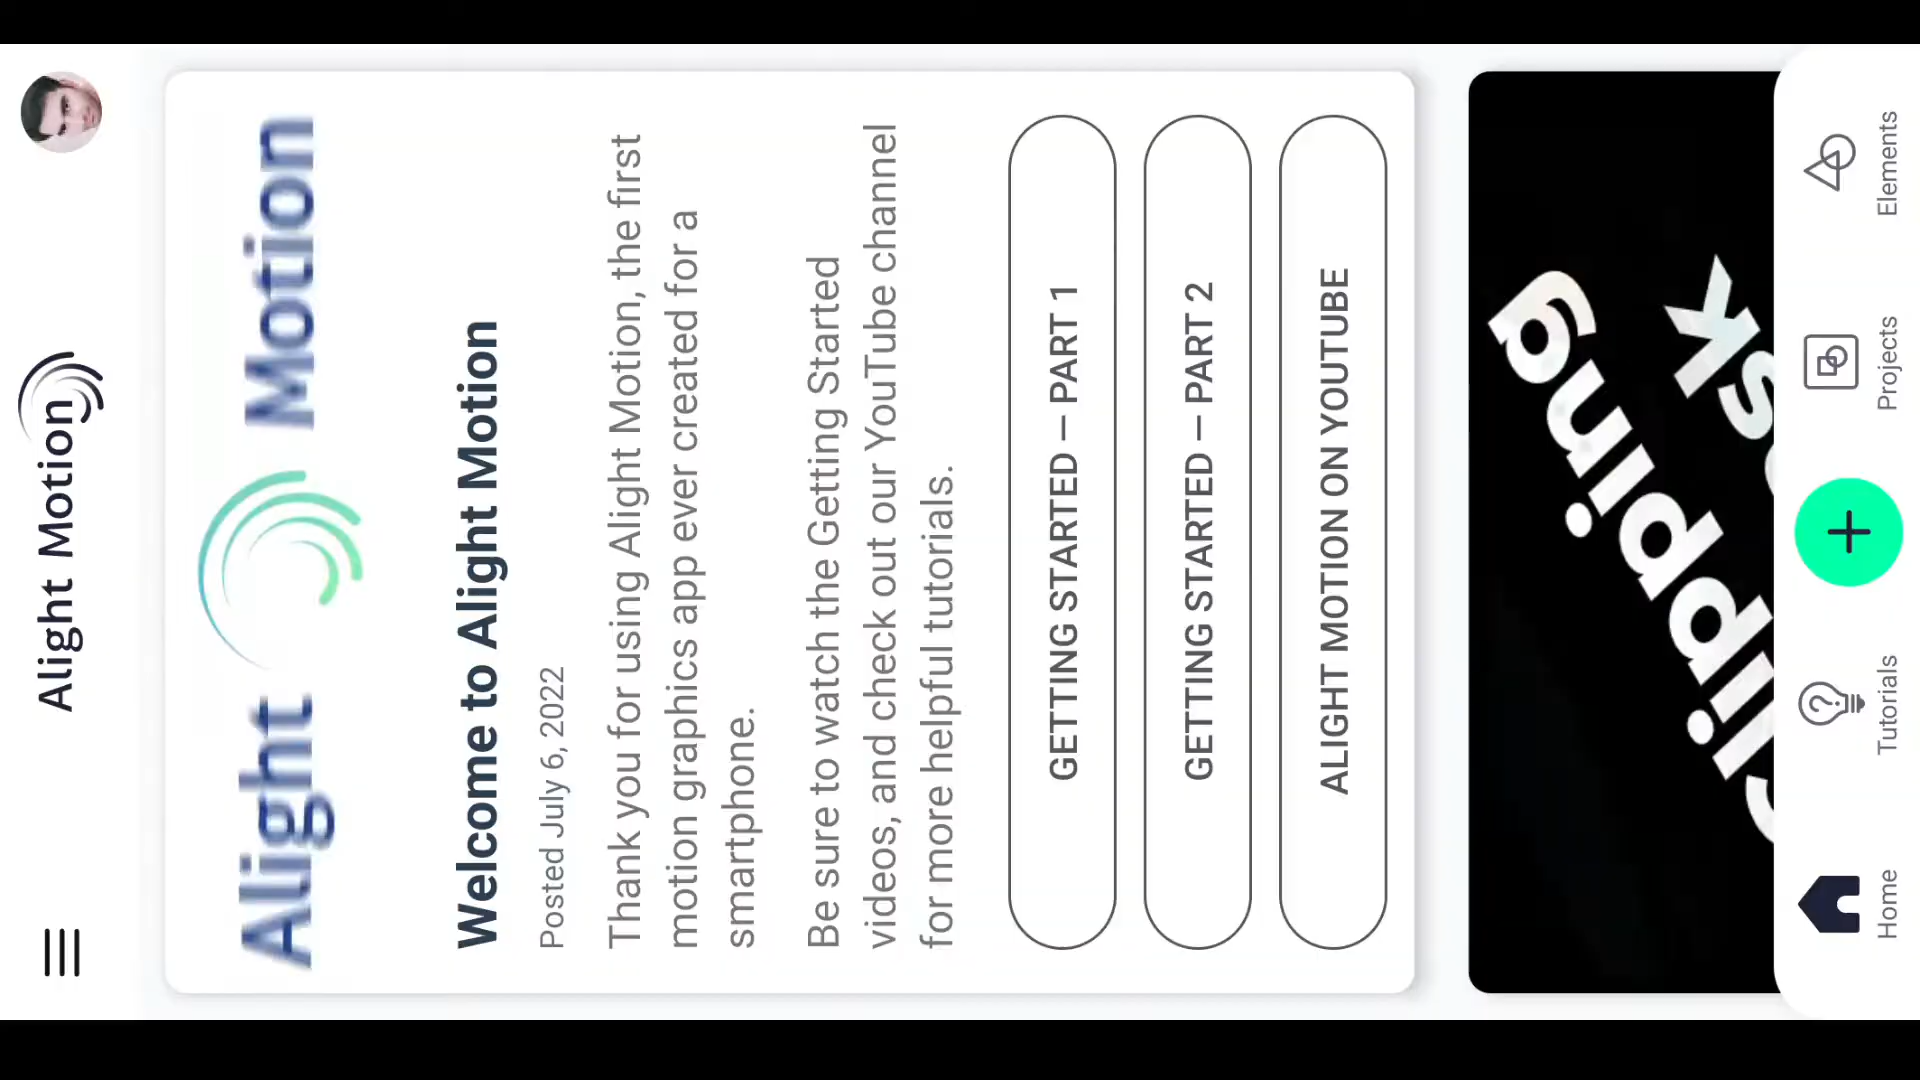 Alight Motion
Alight Motion
Welcome to Alight Motion
Posted July 6, 2022
Thank you for using Alight Motion, the first
motion graphics app ever created for a
smartphone.
Be sure to watch the Getting Started
videos, and check out our YouTube channel
for more helpful tutorials.
GETTING STARTED – PART 1
GETTING STARTED – PART 2
ALIGHT MOTION ON YOUTUBE
Home
Tutorials
Projects
Elements